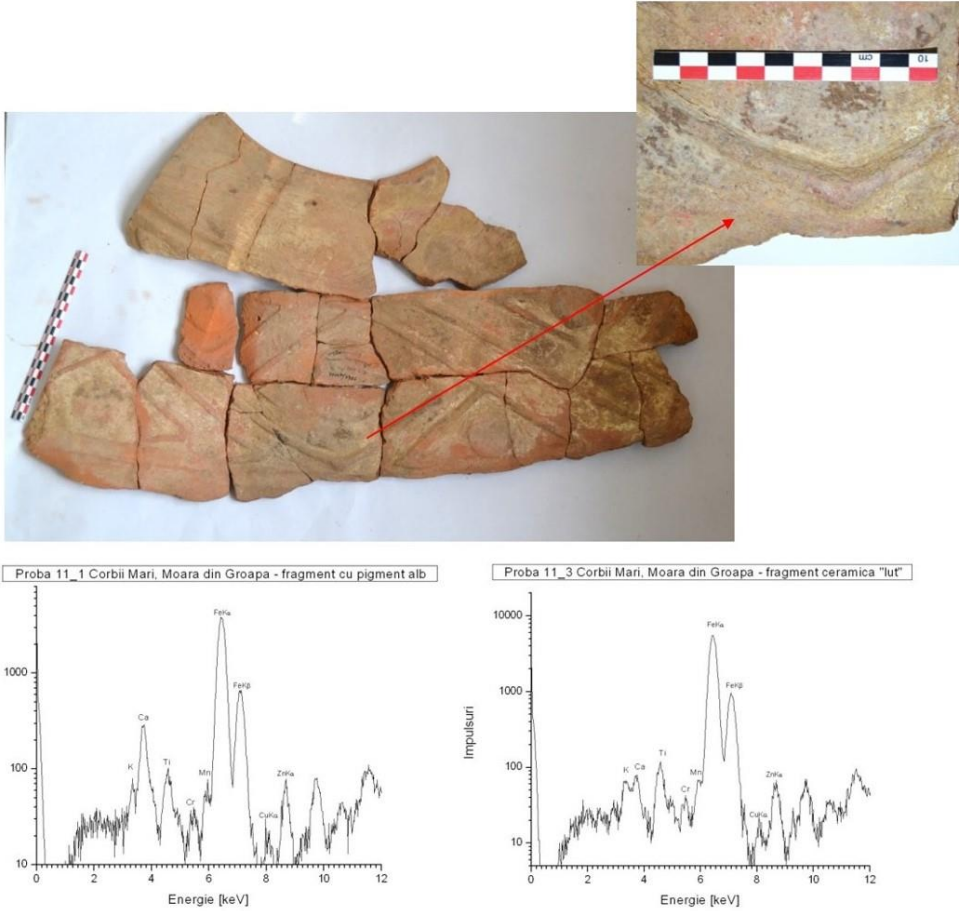 10
cm
Proba 11_1 Corbii Mari, Moara din Groapa - fragment cu pigment alb
1000
100
10
K
Ca
Ti
Cr
Mn
FeKα
FeKβ
CuKα
ZnKα
0 2 4 6 8 10 12
Energie [keV]
Proba 11_3 Corbii Mari, Moara din Groapa - fragment ceramica "lut"
Impulsuri
10000
1000
100
10
K
Ca
Ti
Cr
Mn
FeKα
FeKβ
CuKα
ZnKα
0 2 4 6 8 10 12
Energie [keV]